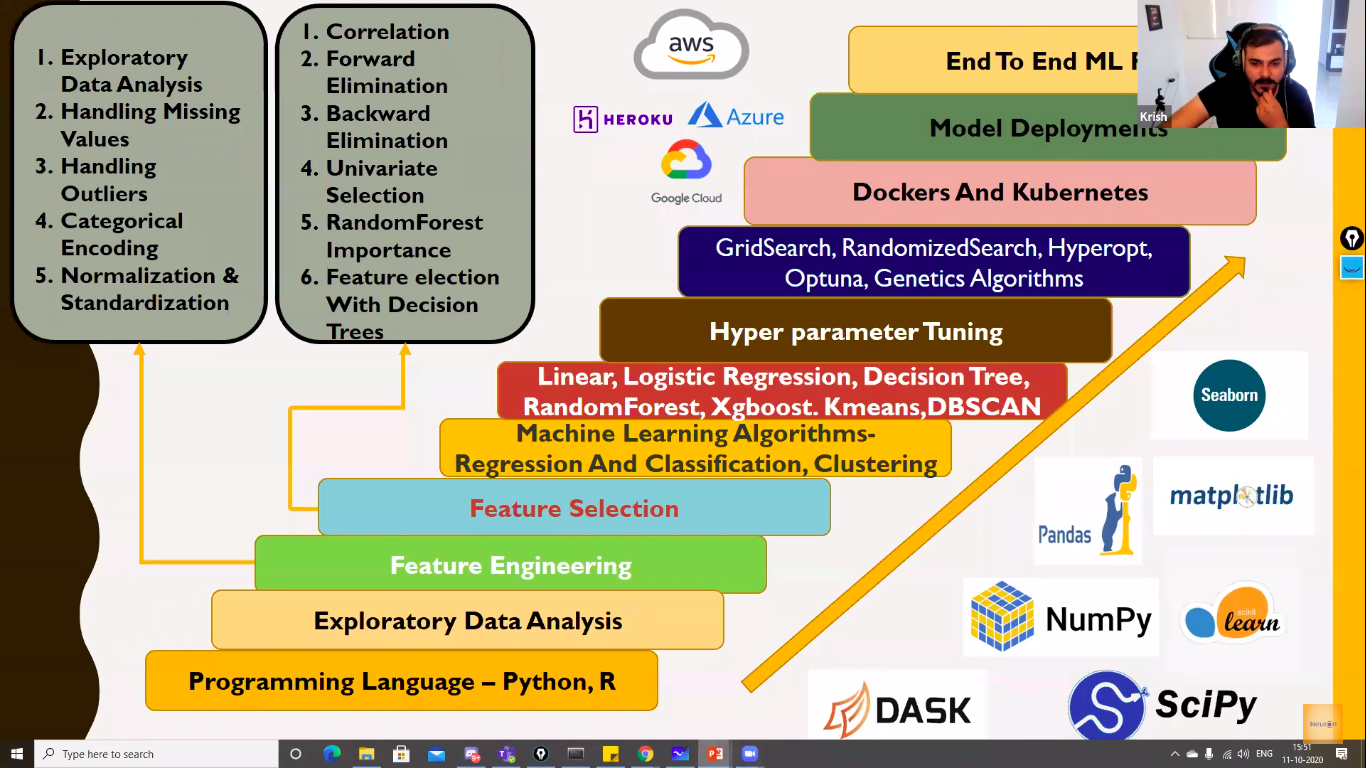 1. Exploratory
Data Analysis
2. Handling Missing
Values
3. Handling
Outliers
4. Categorical
Encoding
5. Normalization &
Standardization
1. Correlation
2. Forward
Elimination
3. Backward
Elimination
4. Univariate
Selection
5. RandomForest
Importance
6. Feature election
With Decision
Trees
aws
HEROKU
Azure
Google Cloud
End To End ML
Krish
Model Deployments
Dockers And Kubernetes
GridSearch, RandomizedSearch, Hyperopt,
Optuna, Genetics Algorithms
Hyper parameter Tuning
Linear, Logistic Regression, Decision Tree,
RandomForest, Xgboost. Kmeans,DBSCAN
Machine Learning Algorithms-
Regression And Classification, Clustering
Feature Selection
Feature Engineering
Exploratory Data Analysis
Programming Language – Python, R
Seaborn
Pandas
matplotlib
NumPy
scikit
learn
DASK
SciPy
iNeuron
Type here to search
ENG
15:51
11-10-2020